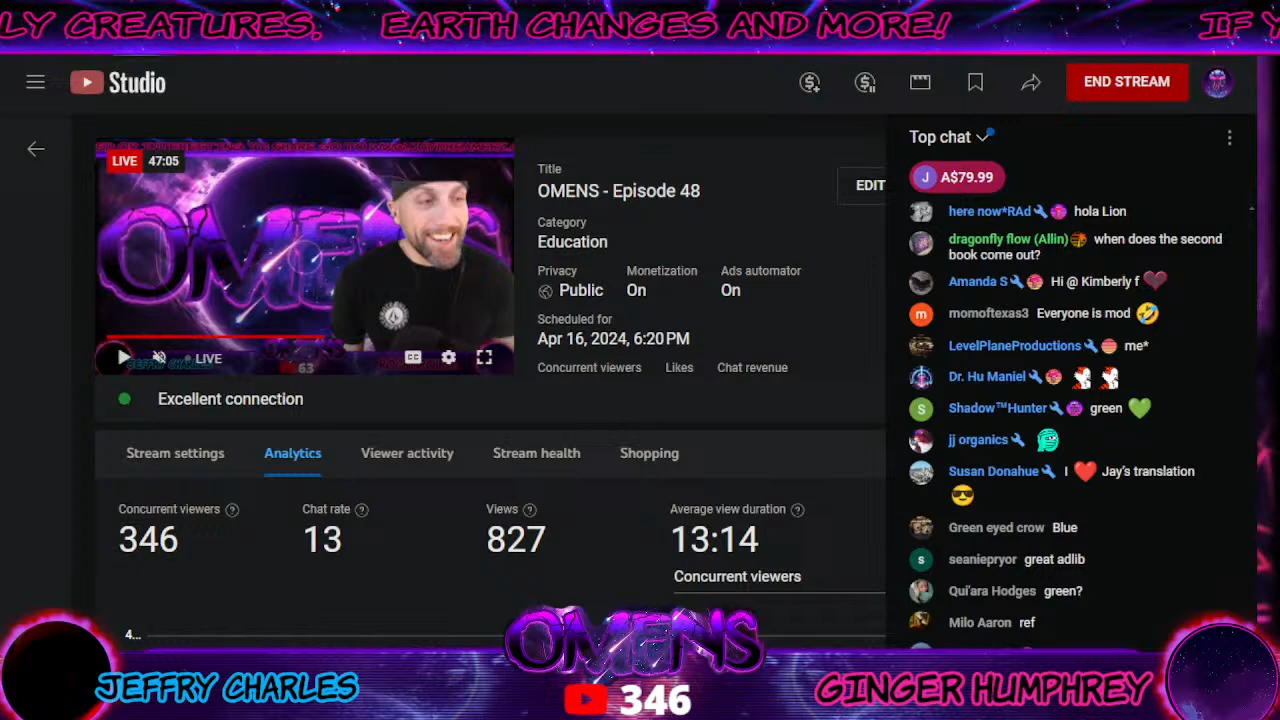 LY CREATURES. EARTH CHANGES AND MORE! IF Y
Studio
END STREAM
LIVE 47:05
OMENS
LIVE
CC
JEFFRY CHARLES
63
Title
OMENS - Episode 48
EDIT
Category
Education
Privacy Monetization Ads automator
Public On On
Scheduled for
Apr 16, 2024, 6:20 PM
Concurrent viewers Likes Chat revenue
Excellent connection
Stream settings Analytics Viewer activity Stream health Shopping
Concurrent viewers Chat rate Views Average view duration
346 13 827 13:14
Concurrent viewers
4...
Top chat
J A$79.99
here now*RAd hola Lion
dragonfly flow (Allin) when does the second
book come out?
Amanda S Hi @ Kimberly f
m momoftexas3 Everyone is mod
LevelPlaneProductions me*
Dr. Hu Maniel
S Shadow™Hunter green
jj organics
Susan Donahue I ❤️ Jay's translation
Green eyed crow Blue
s seaniepryor great adlib
Qui'ara Hodges green?
Milo Aaron ref
OMENS
JEFFRY CHARLES
346
GINGER HUMPHREY